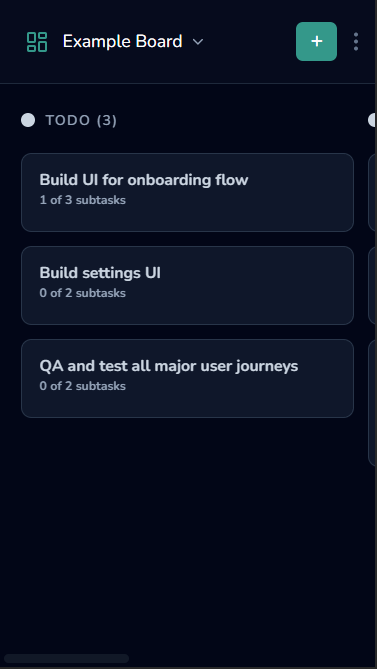 Example Board
+
TODO (3)
Build UI for onboarding flow
1 of 3 subtasks
Build settings UI
0 of 2 subtasks
QA and test all major user journeys
0 of 2 subtasks